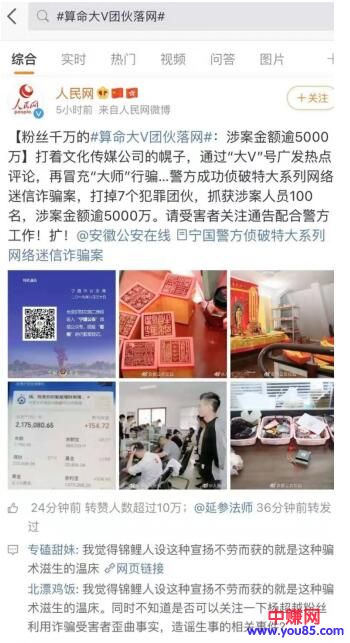 #算命大V团伙落网#
综合 实时 热门 视频 问答 图片
人民网
5小时前 来自人民网微博
+关注
【粉丝千万的#算命大V团伙落网#：涉案金额逾5000
万】打着文化传媒公司的幌子，通过“大V”号广发热点
评论，再冒充“大师”行骗...警方成功侦破特大系列网络
迷信诈骗案，打掉7个犯罪团伙，抓获涉案人员100
名，涉案金额逾5000万。请受害者关注通告配合警方
工作！扩！@安徽公安在线 宁国警方侦破特大系列
网络迷信诈骗案
2,175,080.65
+154.72
24分钟前 转赞人数超过10万；@延参法师 36分钟前转发
过
专磕甜妹：我觉得锦鲤人设这种宣扬不劳而获的就是这种骗
术滋生的温床 网页链接
北漂鸡饭：我觉得锦鲤人设这种宣扬不劳而获的就是这种骗
术滋生的温床。同时不知道是否可以关注一下杨超越粉丝
利用诈骗受害者歪曲事实，造谣生事的相关事件
中赚网
www.you85.com